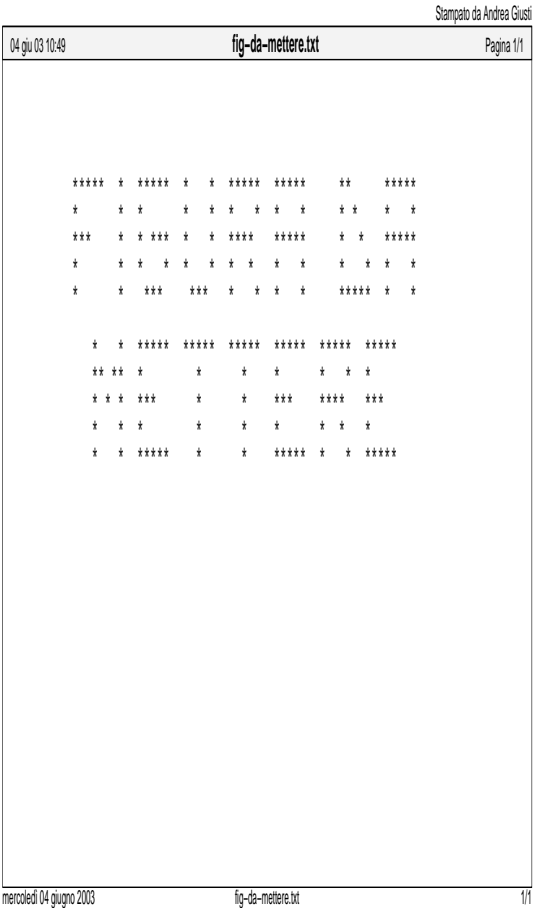 Stampato da Andrea Giusti
04 giu 03 10:49 fig-da-mettere.txt Pagina 1/1
FIGURA DA
METTERE
mercoledì 04 giugno 2003 fig-da-mettere.txt 1/1